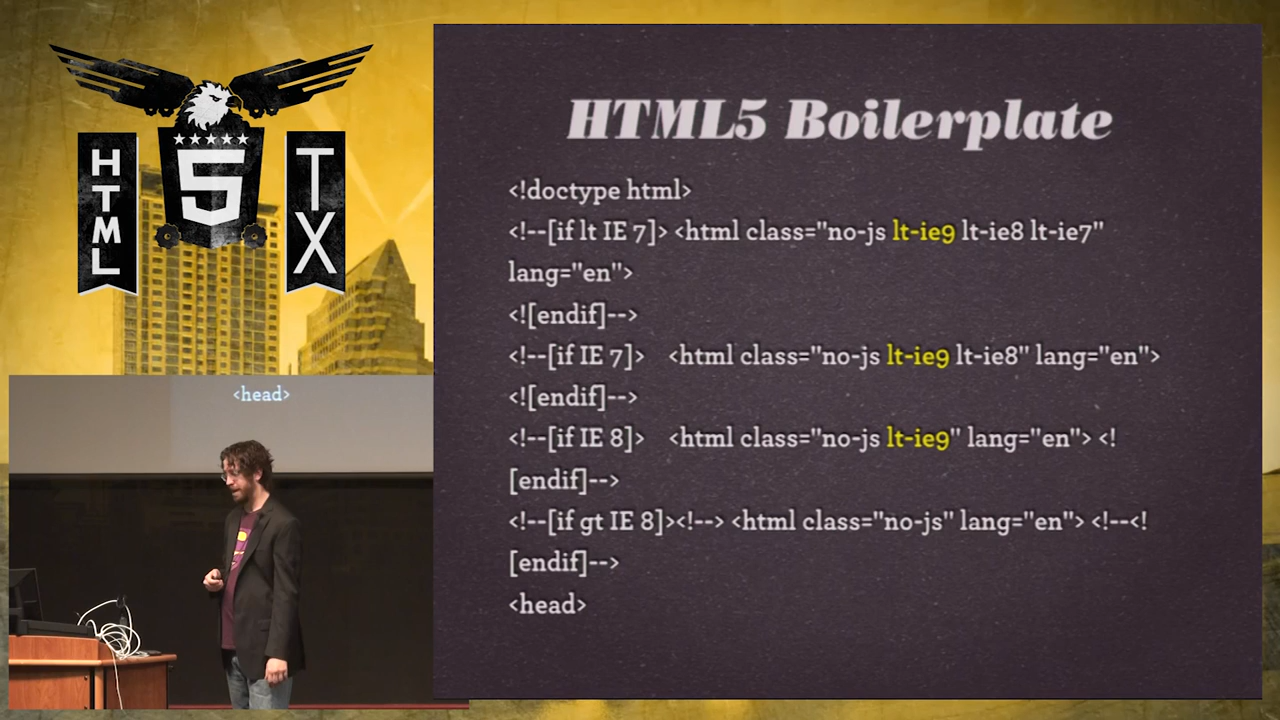 HTML
5
TX
HTML5 Boilerplate
<!doctype html>
<!--[if lt IE 7]> <html class="no-js lt-ie9 lt-ie8 lt-ie7"
lang="en">
<![endif]-->
<!--[if IE 7]> <html class="no-js lt-ie9 lt-ie8" lang="en">
<![endif]-->
<!--[if IE 8]> <html class="no-js lt-ie9" lang="en"> <!
[endif]-->
<!--[if gt IE 8]><!--> <html class="no-js" lang="en"> <!--<!
[endif]-->
<head>
<head>